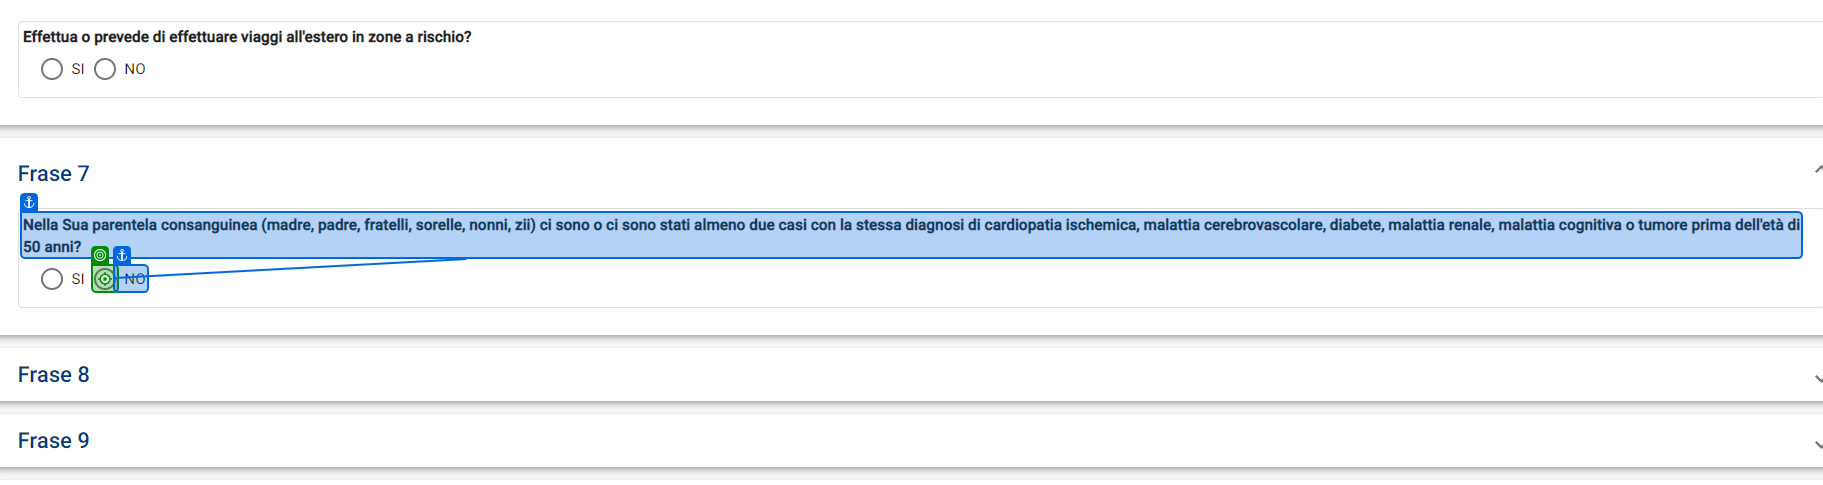 Effettua o prevede di effettuare viaggi all'estero in zone a rischio?
SI NO
Frase 7
Nella Sua parentela consanguinea (madre, padre, fratelli, sorelle, nonni, zii) ci sono o ci sono stati almeno due casi con la stessa diagnosi di cardiopatia ischemica, malattia cerebrovascolare, diabete, malattia renale, malattia cognitiva o tumore prima dell'età di
50 anni?
SI NO
Frase 8
Frase 9